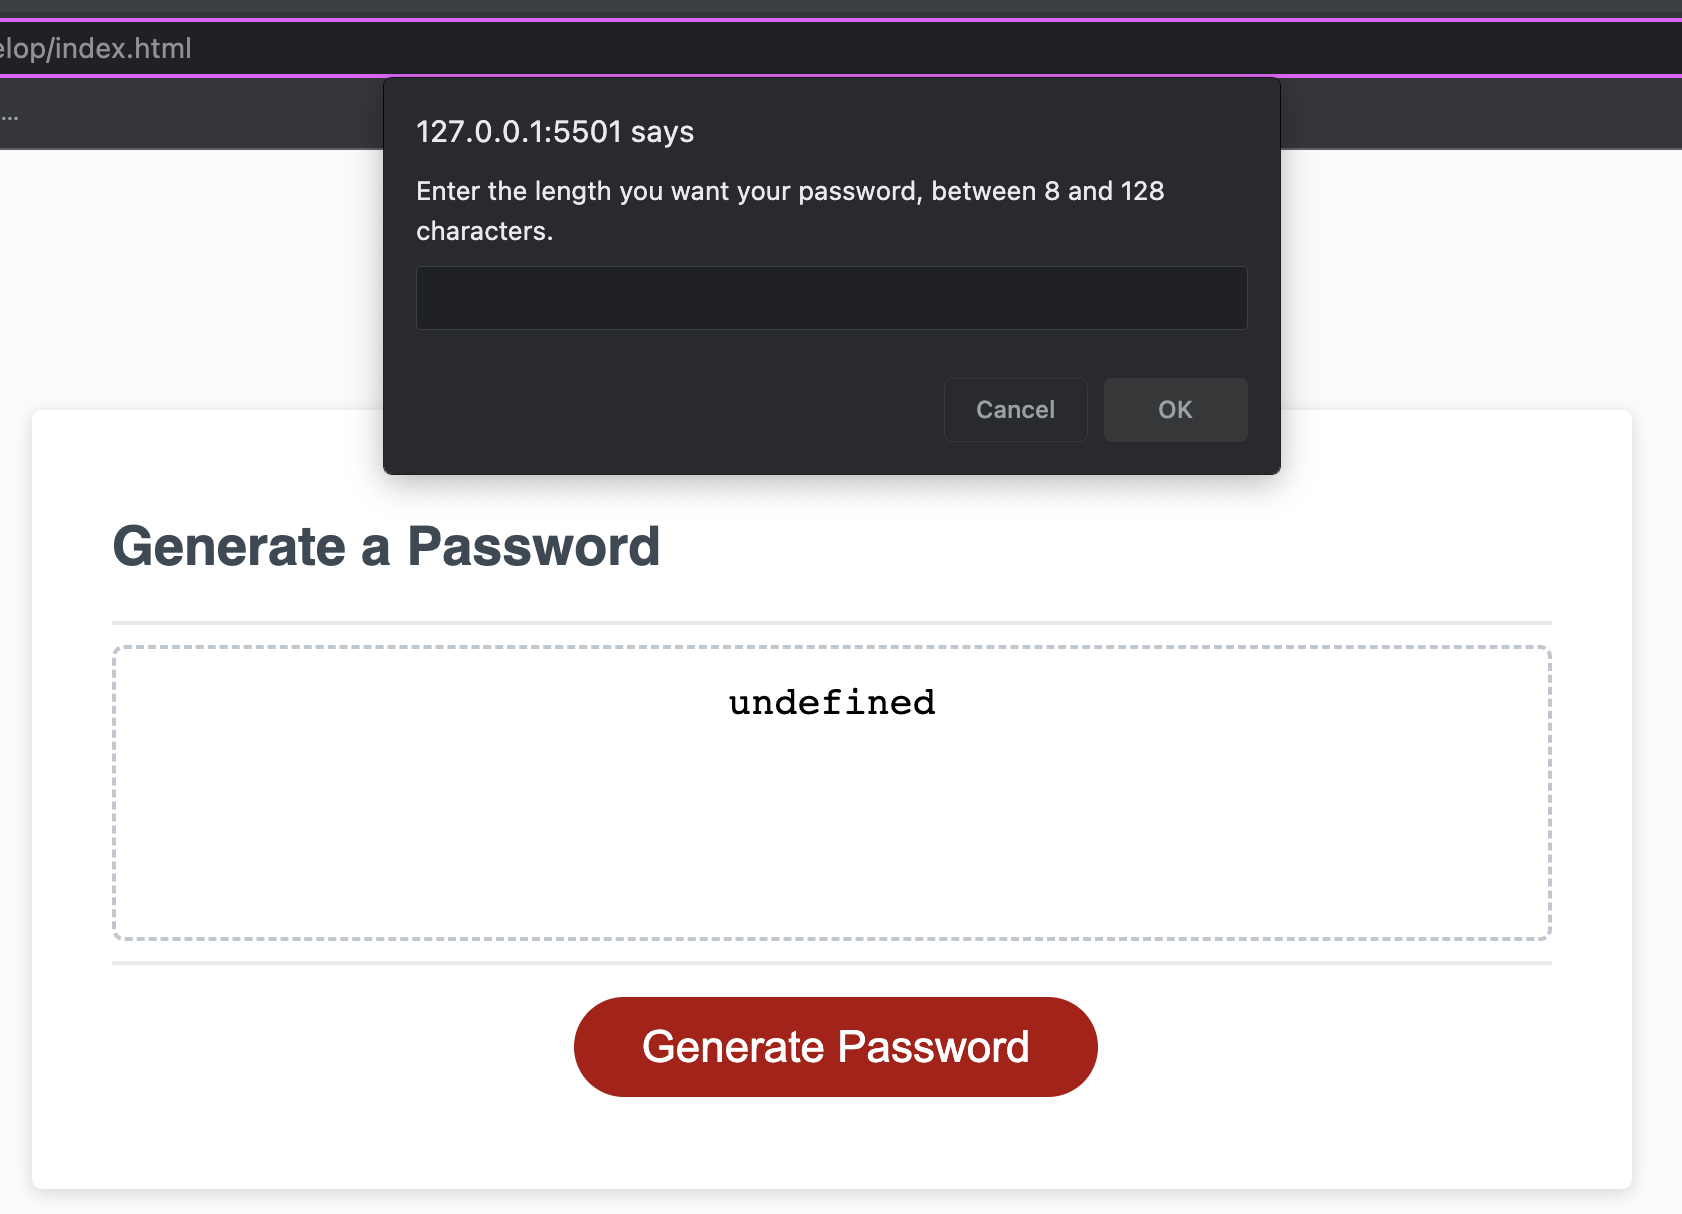 elop/index.html
...
127.0.0.1:5501 says
Enter the length you want your password, between 8 and 128
characters.
Cancel
OK
Generate a Password
undefined
Generate Password